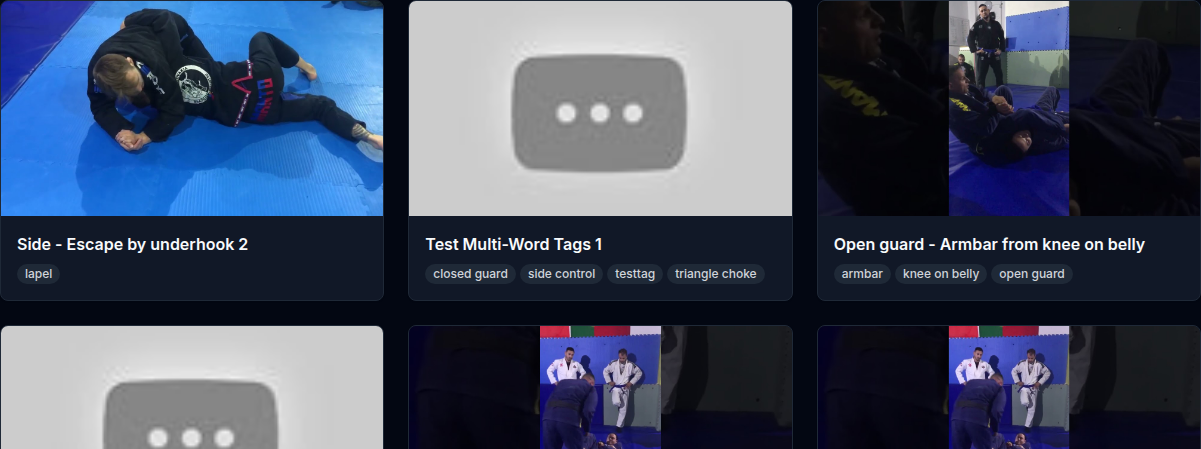 Side - Escape by underhook 2
lapel
Test Multi-Word Tags 1
closed guard side control testtag triangle choke
Open guard - Armbar from knee on belly
armbar knee on belly open guard